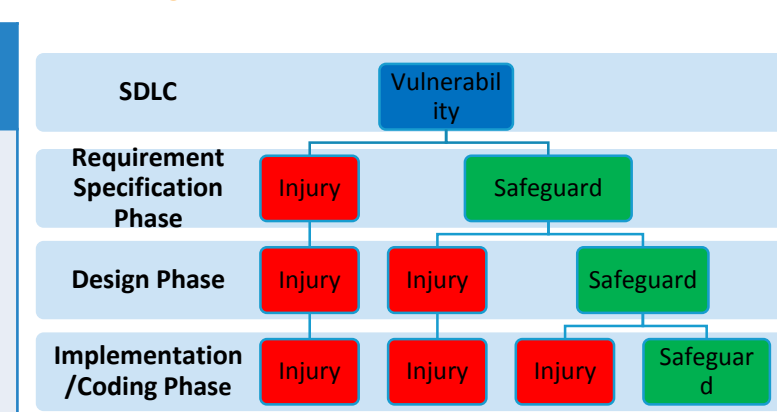 SDLC
Vulnerabil
ity
Requirement
Specification
Phase
Injury
Safeguard
Design Phase
Injury
Injury
Safeguard
Implementation
/Coding Phase
Injury
Injury
Injury
Safeguar
d